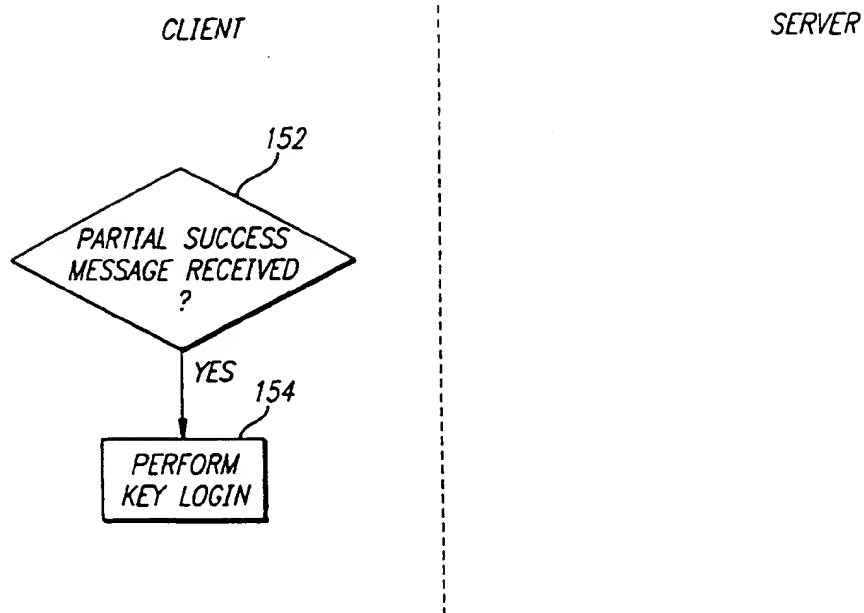 CLIENT
SERVER
152
PARTIAL SUCCESS
MESSAGE RECEIVED
?
YES
154
PERFORM
KEY LOGIN